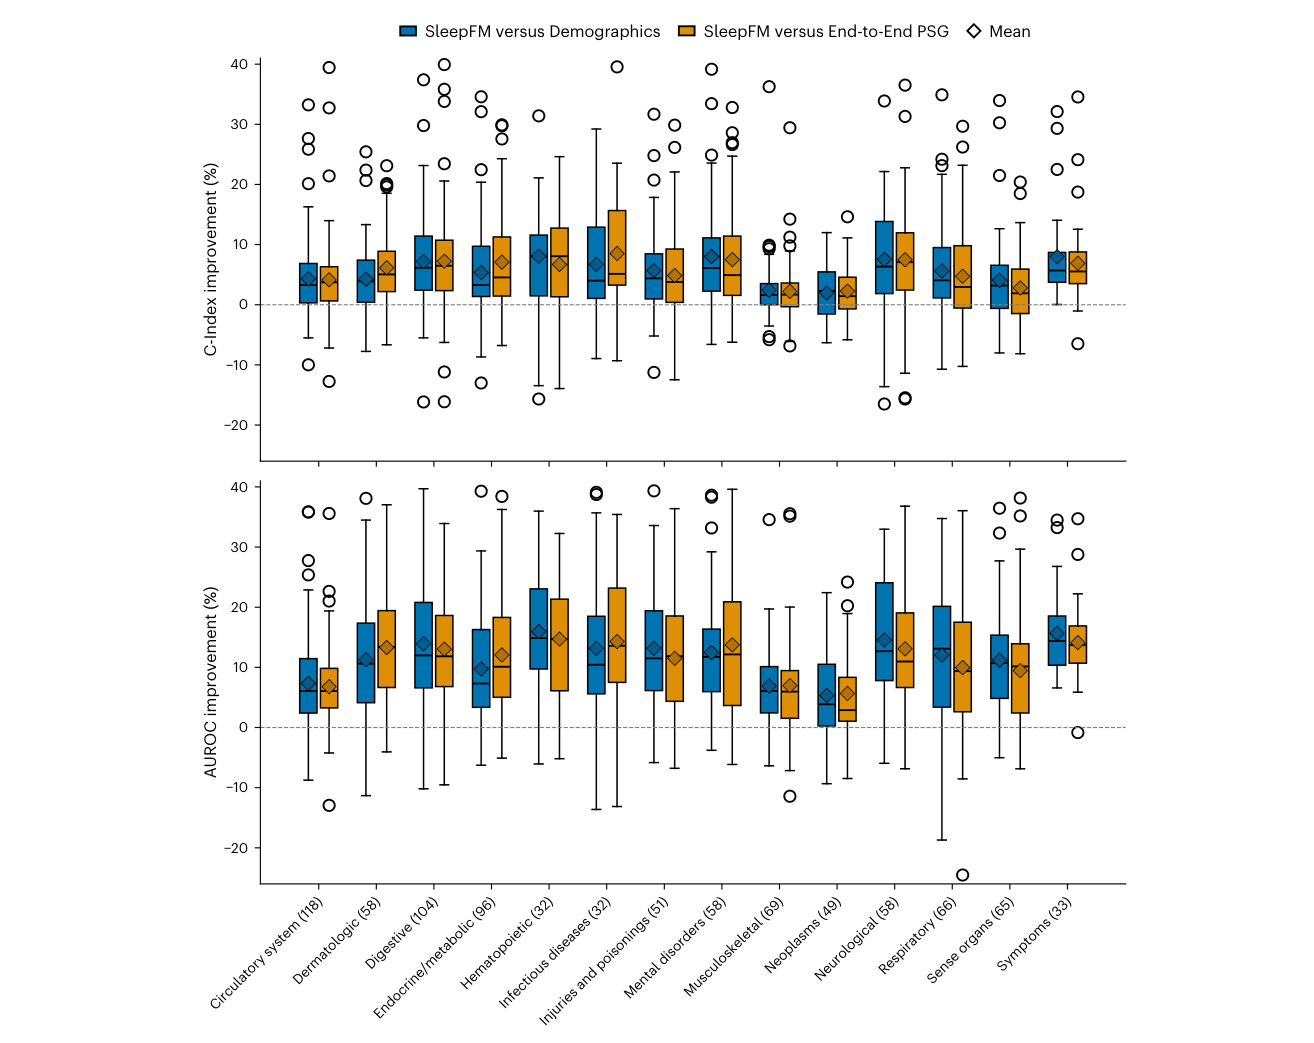 SleepFM versus Demographics SleepFM versus End-to-End PSG Mean
C-Index improvement (%)
40
30
20
10
0
−10
−20
AUROC improvement (%)
40
30
20
10
0
−10
−20
Circulatory system (118)
Dermatologic (58)
Digestive (104)
Endocrine/metabolic (96)
Hematopoietic (32)
Infectious diseases (32)
Injuries and poisonings (51)
Mental disorders (58)
Musculoskeletal (69)
Neoplasms (49)
Neurological (58)
Respiratory (66)
Sense organs (65)
Symptoms (33)